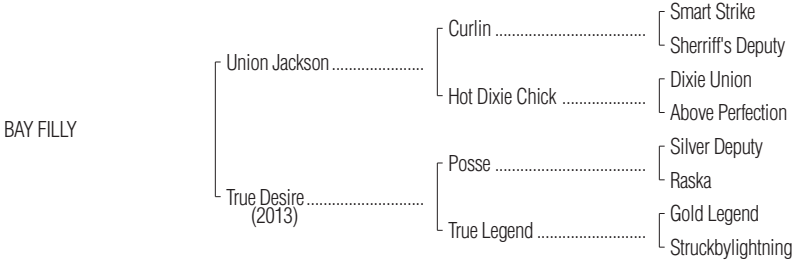 Smart Strike
Curlin ....................................
Sherriff's Deputy
Union Jackson......................
Dixie Union
Hot Dixie Chick ....................
Above Perfection
BAY FILLY
Silver Deputy
Posse ....................................
Raska
True Desire............................
(2013)
Gold Legend
True Legend ..........................
Struckbylightning